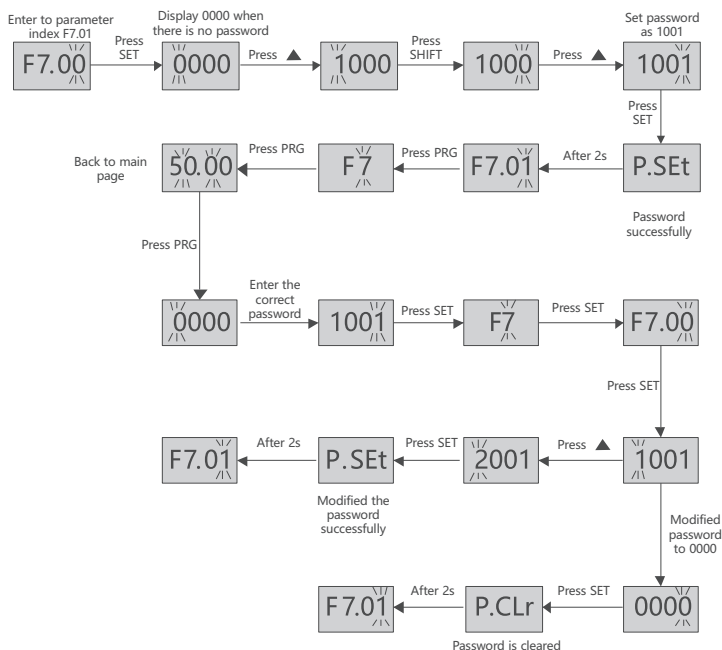 Enter to parameter
index F7.01
Display 0000 when
there is no password
Set password
as 1001
F7.00
Press
SET
0000
Press ▲
1000
Press
SHIFT
1000
Press ▲
1001
Press
SET
Back to main
page
50.00
Press PRG
F7
Press PRG
F7.01
After 2s
P.SEt
Password
successfully
Press PRG
0000
Enter the
correct
password
1001
Press SET
F7
Press SET
F7.00
Press SET
F7.01
After 2s
P.SEt
Press SET
2001
Press ▲
1001
Modified the
password
successfully
Modified
password
to 0000
F7.01
After 2s
P.CLr
Press SET
0000
Password is cleared